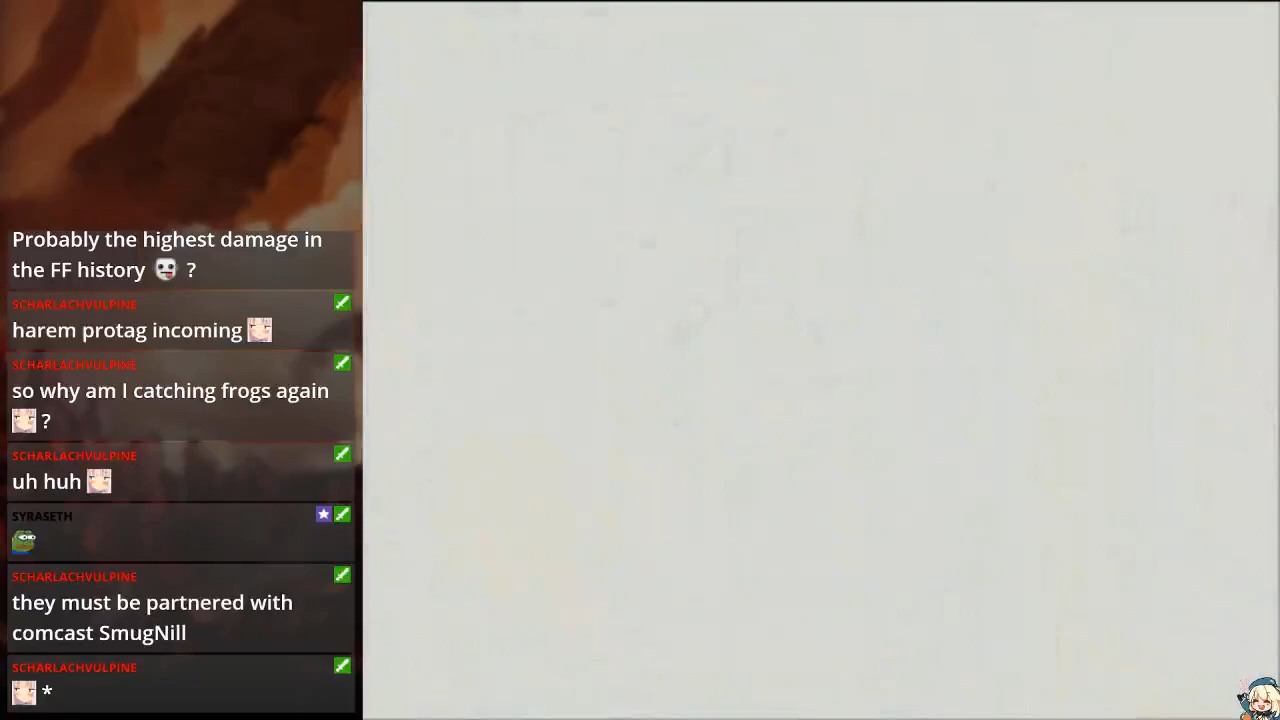 Probably the highest damage in
the FF history ?
SCHARLACHVULPINE
harem protag incoming
SCHARLACHVULPINE
so why am I catching frogs again
?
SCHARLACHVULPINE
uh huh
SYRASETH
SCHARLACHVULPINE
they must be partnered with
comcast SmugNill
SCHARLACHVULPINE
*